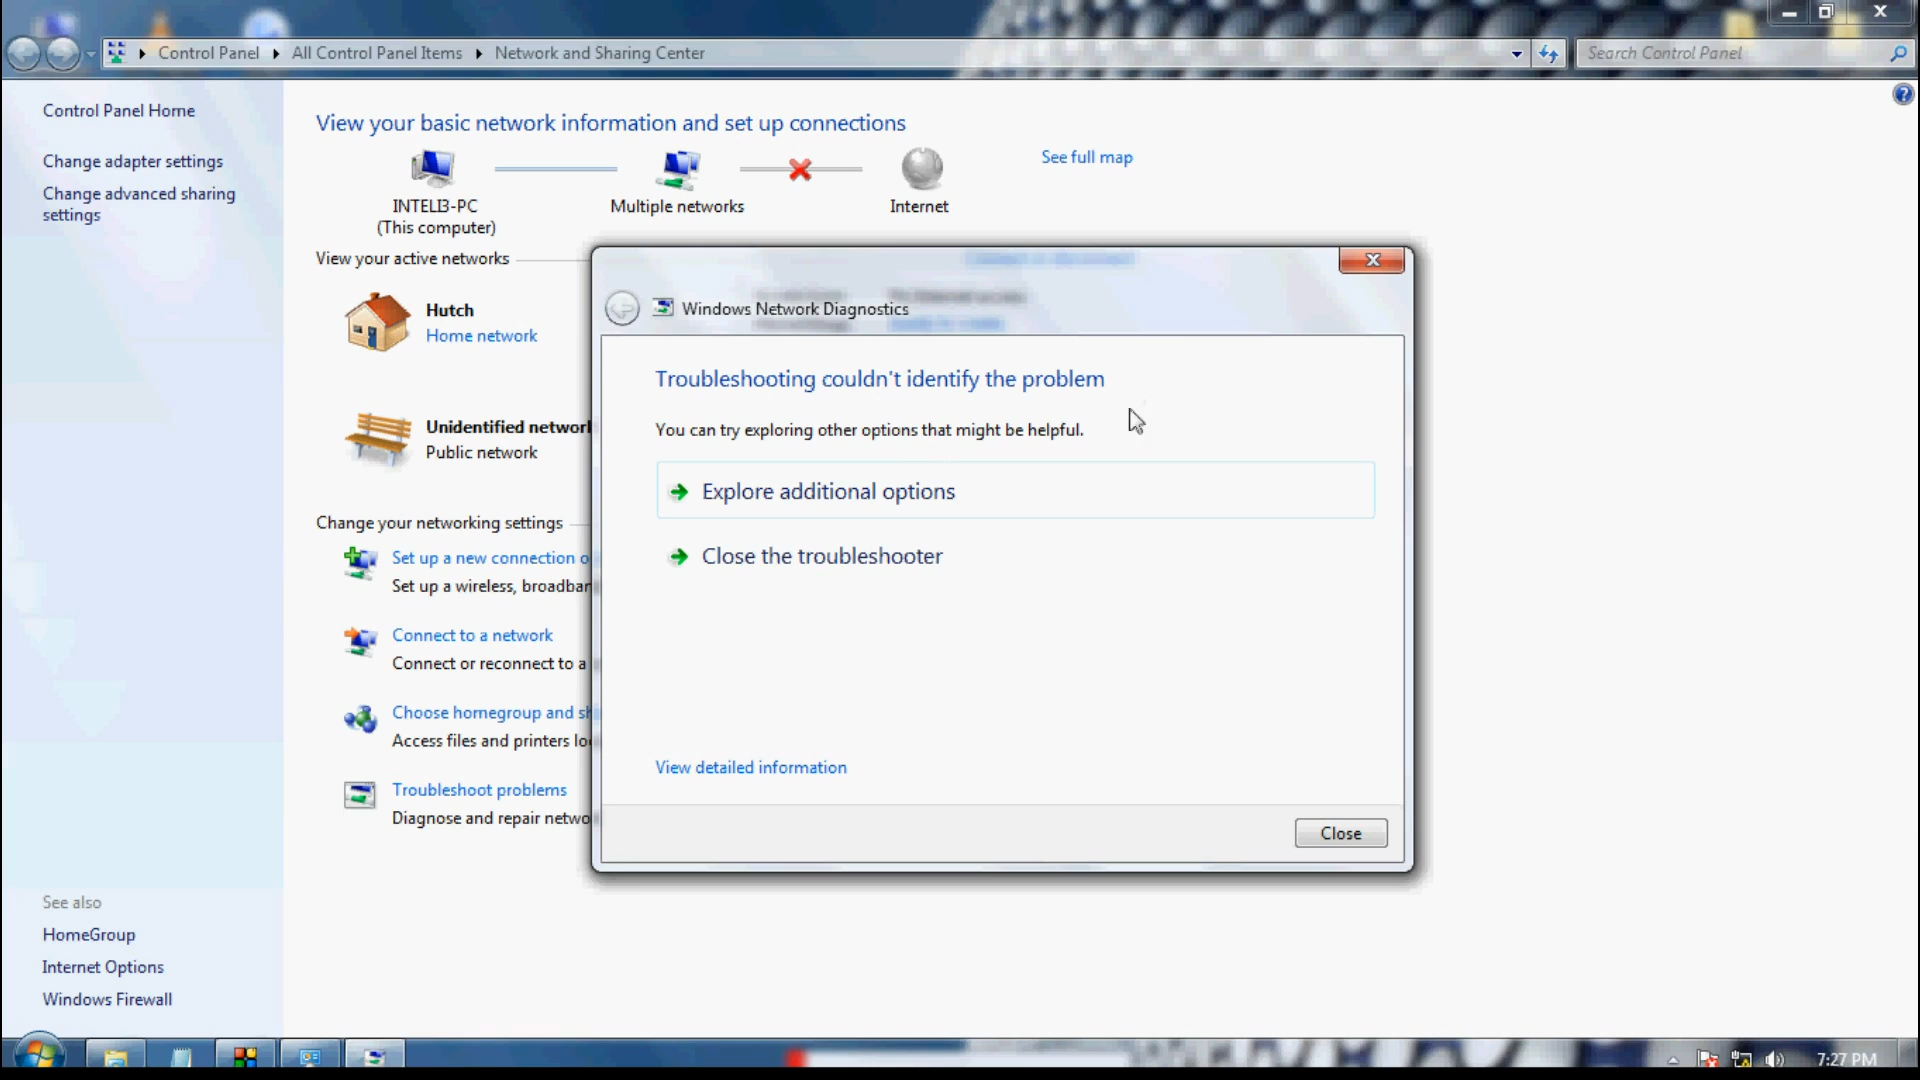 Control Panel
All Control Panel Items
Network and Sharing Center
Search Control Panel
Control Panel Home
Change adapter settings
Change advanced sharing
settings
View your basic network information and set up connections
See full map
INTELI3-PC
(This computer)
Multiple networks
Internet
View your active networks
Hutch
Home network
Unidentified network
Public network
Change your networking settings
Set up a new connection o
Set up a wireless, broadban
Connect to a network
Connect or reconnect to a
Choose homegroup and sh
Access files and printers lo
Troubleshoot problems
Diagnose and repair netwo
Windows Network Diagnostics
Troubleshooting couldn't identify the problem
You can try exploring other options that might be helpful.
Explore additional options
Close the troubleshooter
View detailed information
Close
See also
HomeGroup
Internet Options
Windows Firewall
7:27 PM